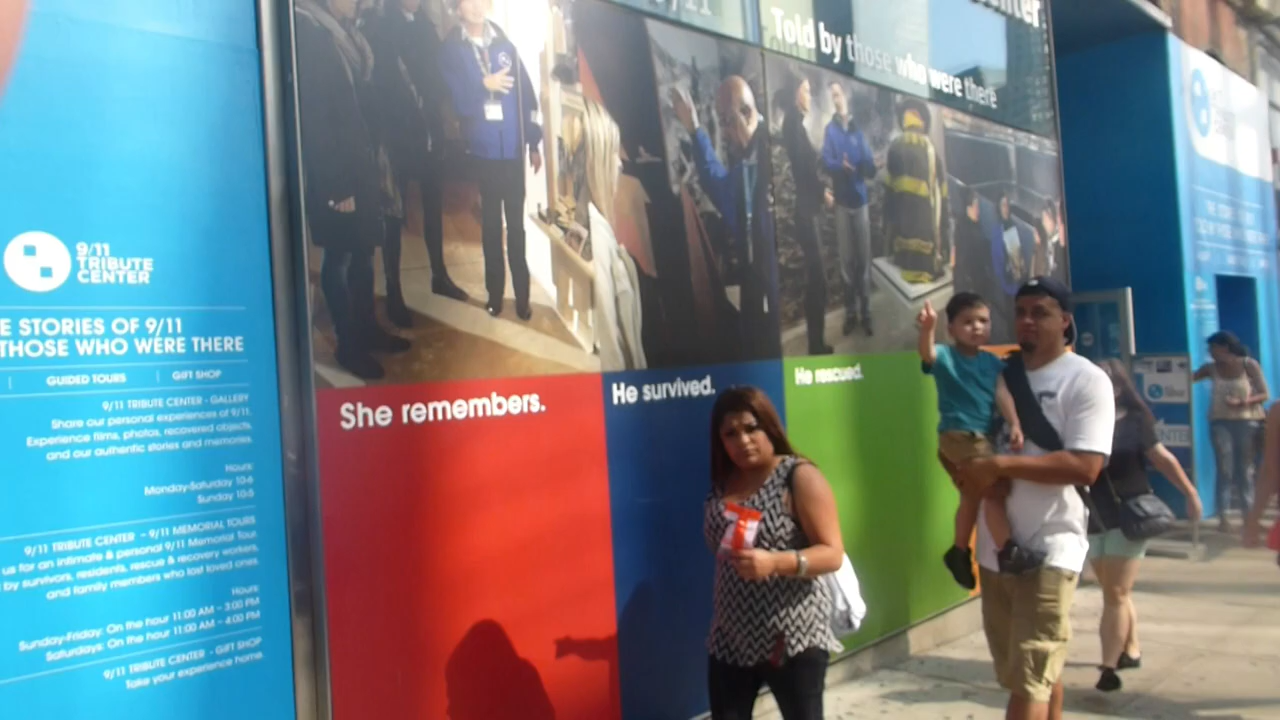 9/11
TRIBUTE
CENTER
E STORIES OF 9/11
THOSE WHO WERE THERE
GUIDED TOURS
GIFT SHOP
9/11 TRIBUTE CENTER - GALLERY
Share our personal experiences of 9/11.
Experience films, photos, recovered objects,
and our authentic stories and memories.
Hours:
Monday-Saturday 10-6
Sunday 10-5
9/11 TRIBUTE CENTER - 9/11 MEMORIAL TOURS
us for an intimate & personal 9/11 Memorial Tour
by survivors, residents, rescue & recovery workers,
and family members who lost loved ones.
Hours:
Sunday-Friday: On the hour 11:00 AM - 3:00 PM
Saturdays: On the hour 11:00 AM - 4:00 PM
9/11 TRIBUTE CENTER - GIFT SHOP
Take your experience home.
9/11
Center
Told by those who were there
She remembers.
He survived.
He rescued.